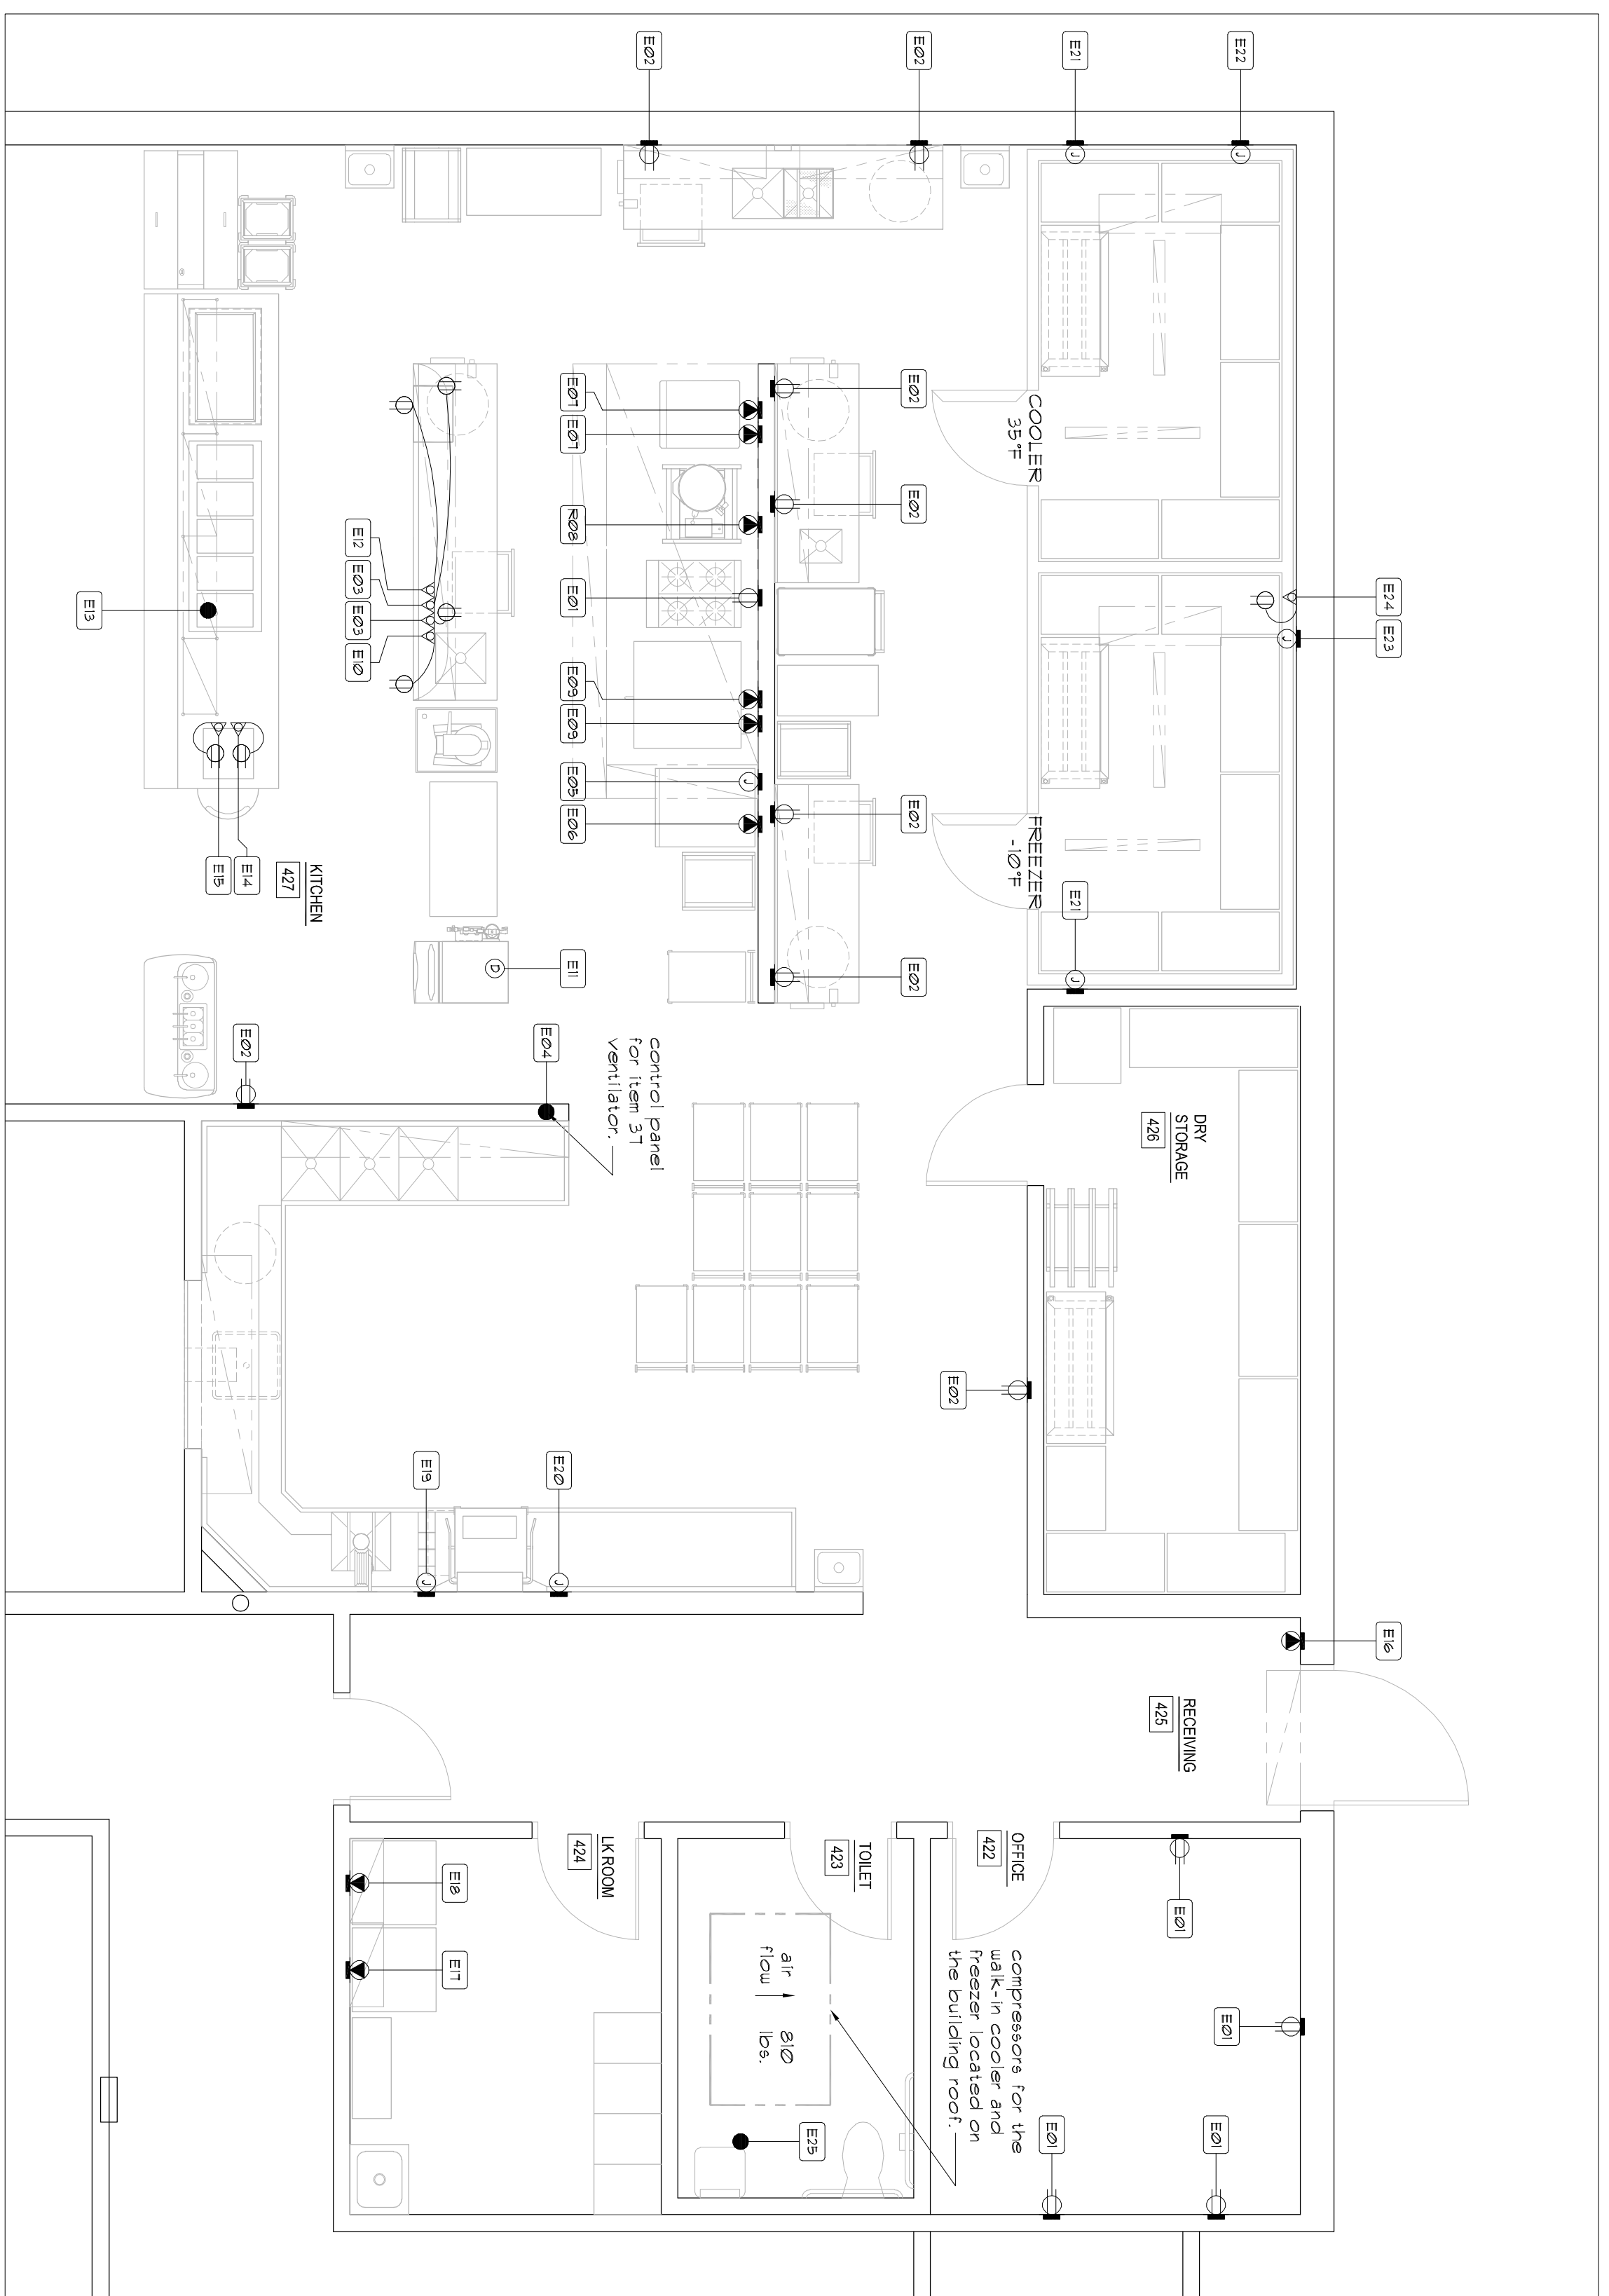 E24
E23
E16
E22
E01
E01
RECEIVING
425
E01
DRY
STORAGE
426
E21
E21
E01
COOLER
35°F
FREEZER
-10°F
OFFICE
422
compressors for the
walk-in cooler and
freezer located on
the building roof.
E02
E02
E02
E02
E02
E02
TOILET
423
E25
air
flow
810
lbs.
E02
control panel
for item 37
ventilator.
LK ROOM
424
E07
E07
R08
E01
E09
E09
E05
E06
E11
E20
E04
E18
E17
E19
E12
E03
E03
E10
KITCHEN
427
E14
E02
E15
E13
J
J
J
J
J
J
J
D